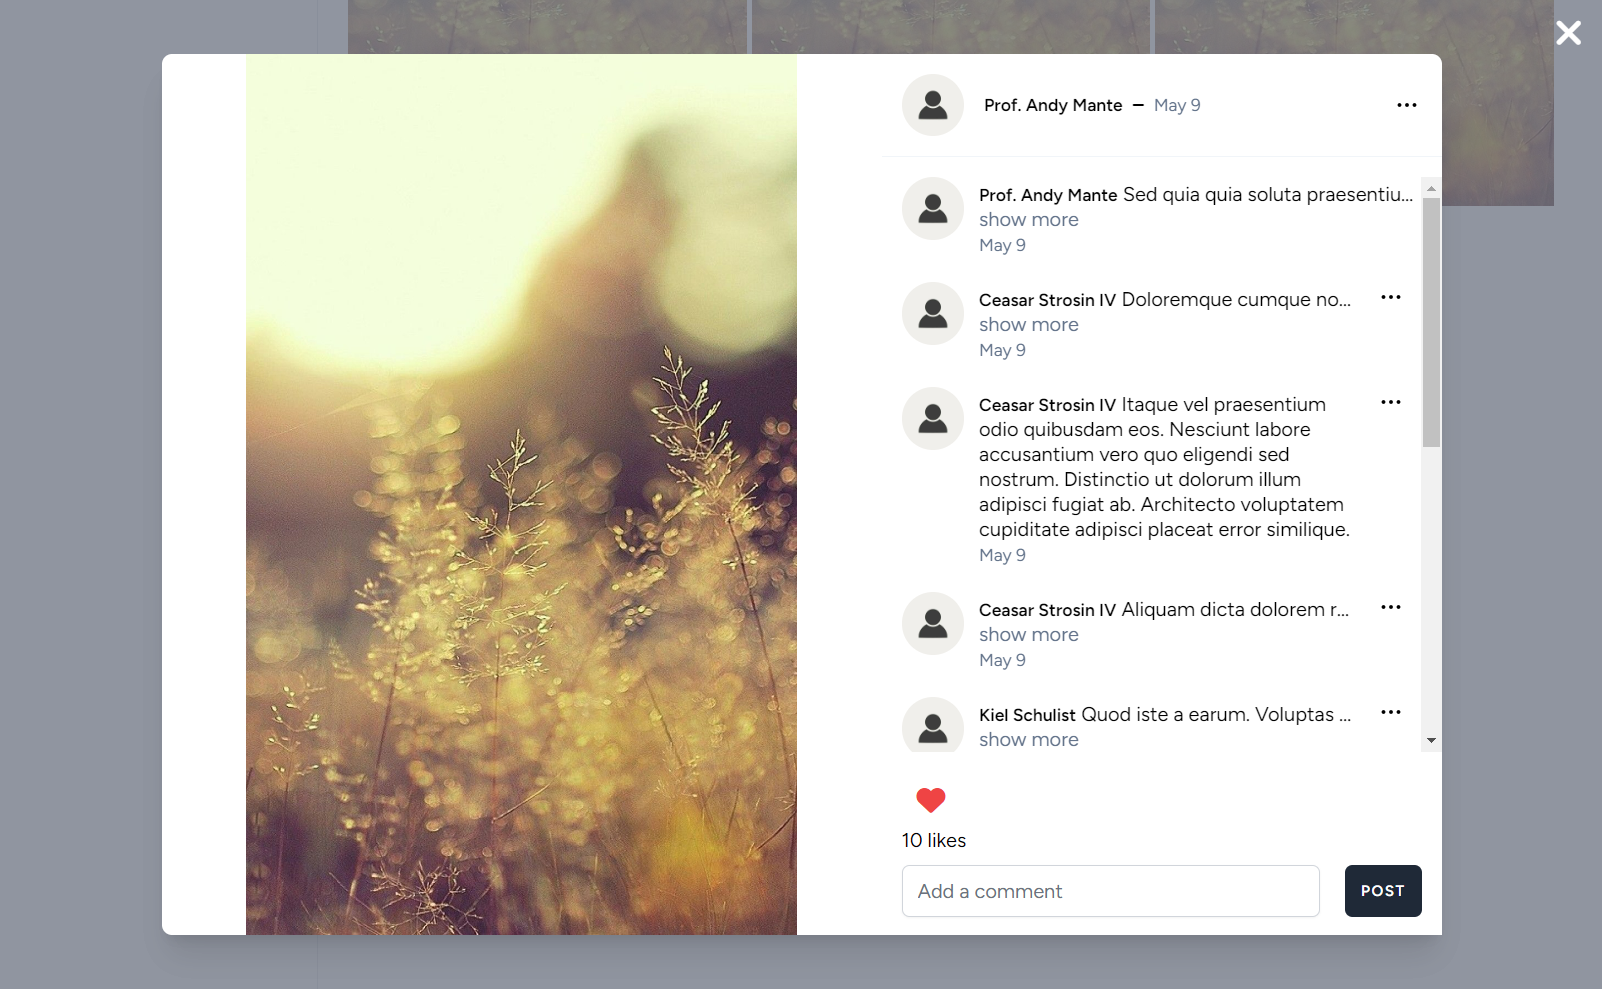 Prof. Andy Mante – May 9
Prof. Andy Mante Sed quia quia soluta praesentiu...
show more
May 9
Ceasar Strosin IV Doloremque cumque no...
show more
May 9
Ceasar Strosin IV Itaque vel praesentium
odio quibusdam eos. Nesciunt labore
accusantium vero quo eligendi sed
nostrum. Distinctio ut dolorum illum
adipisci fugiat ab. Architecto voluptatem
cupiditate adipisci placeat error similique.
May 9
Ceasar Strosin IV Aliquam dicta dolorem r...
show more
May 9
Kiel Schulist Quod iste a earum. Voluptas ...
show more
10 likes
Add a comment
POST